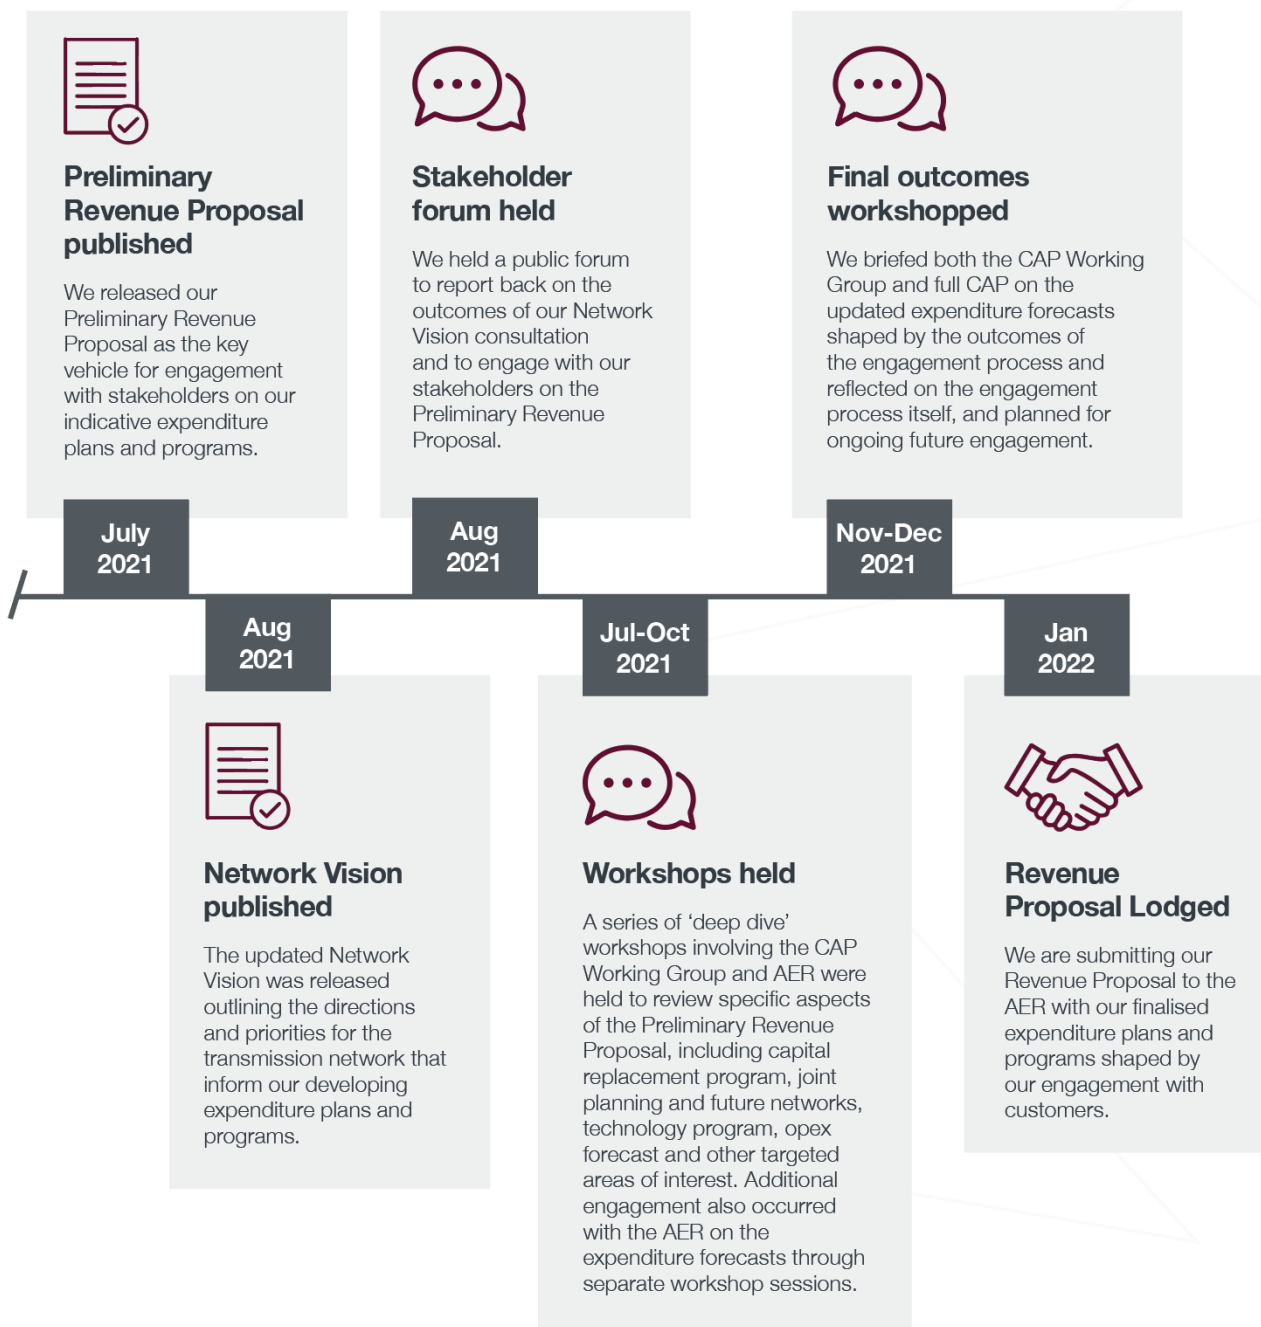 Preliminary
Revenue Proposal
published
We released our
Preliminary Revenue
Proposal as the key
vehicle for engagement
with stakeholders on our
indicative expenditure
plans and programs.
July
2021
Aug
2021
Network Vision
published
The updated Network
Vision was released
outlining the directions
and priorities for the
transmission network that
inform our developing
expenditure plans and
programs.
Stakeholder
forum held
We held a public forum
to report back on the
outcomes of our Network
Vision consultation
and to engage with our
stakeholders on the
Preliminary Revenue
Proposal.
Aug
2021
Jul-Oct
2021
Workshops held
A series of ‘deep dive’
workshops involving the CAP
Working Group and AER were
held to review specific aspects
of the Preliminary Revenue
Proposal, including capital
replacement program, joint
planning and future networks,
technology program, opex
forecast and other targeted
areas of interest. Additional
engagement also occurred
with the AER on the
expenditure forecasts through
separate workshop sessions.
Final outcomes
workshopped
We briefed both the CAP Working
Group and full CAP on the
updated expenditure forecasts
shaped by the outcomes of
the engagement process and
reflected on the engagement
process itself, and planned for
ongoing future engagement.
Nov-Dec
2021
Jan
2022
Revenue
Proposal Lodged
We are submitting our
Revenue Proposal to the
AER with our finalised
expenditure plans and
programs shaped by
our engagement with
customers.